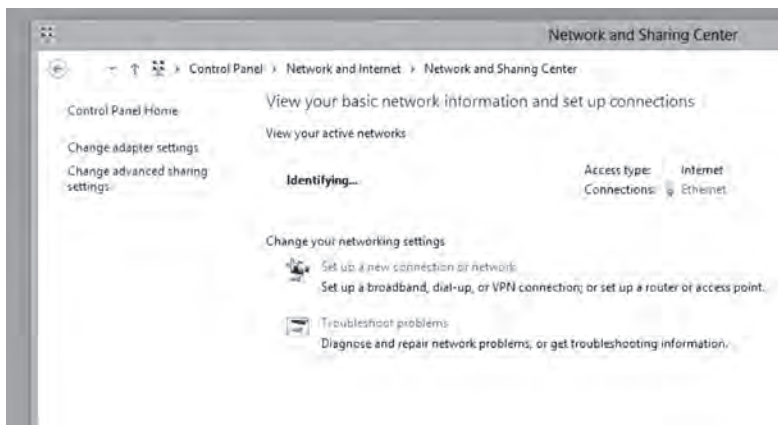 Network and Sharing Center
Control Panel › Network and Internet › Network and Sharing Center
Control Panel Home
Change adapter settings
Change advanced sharing
settings
View your basic network information and set up connections
View your active networks
Identifying...
Access type: Internet
Connections: Ethernet
Change your networking settings
Set up a new connection or network
Set up a broadband, dial-up, or VPN connection; or set up a router or access point.
Troubleshoot problems
Diagnose and repair network problems, or get troubleshooting information.